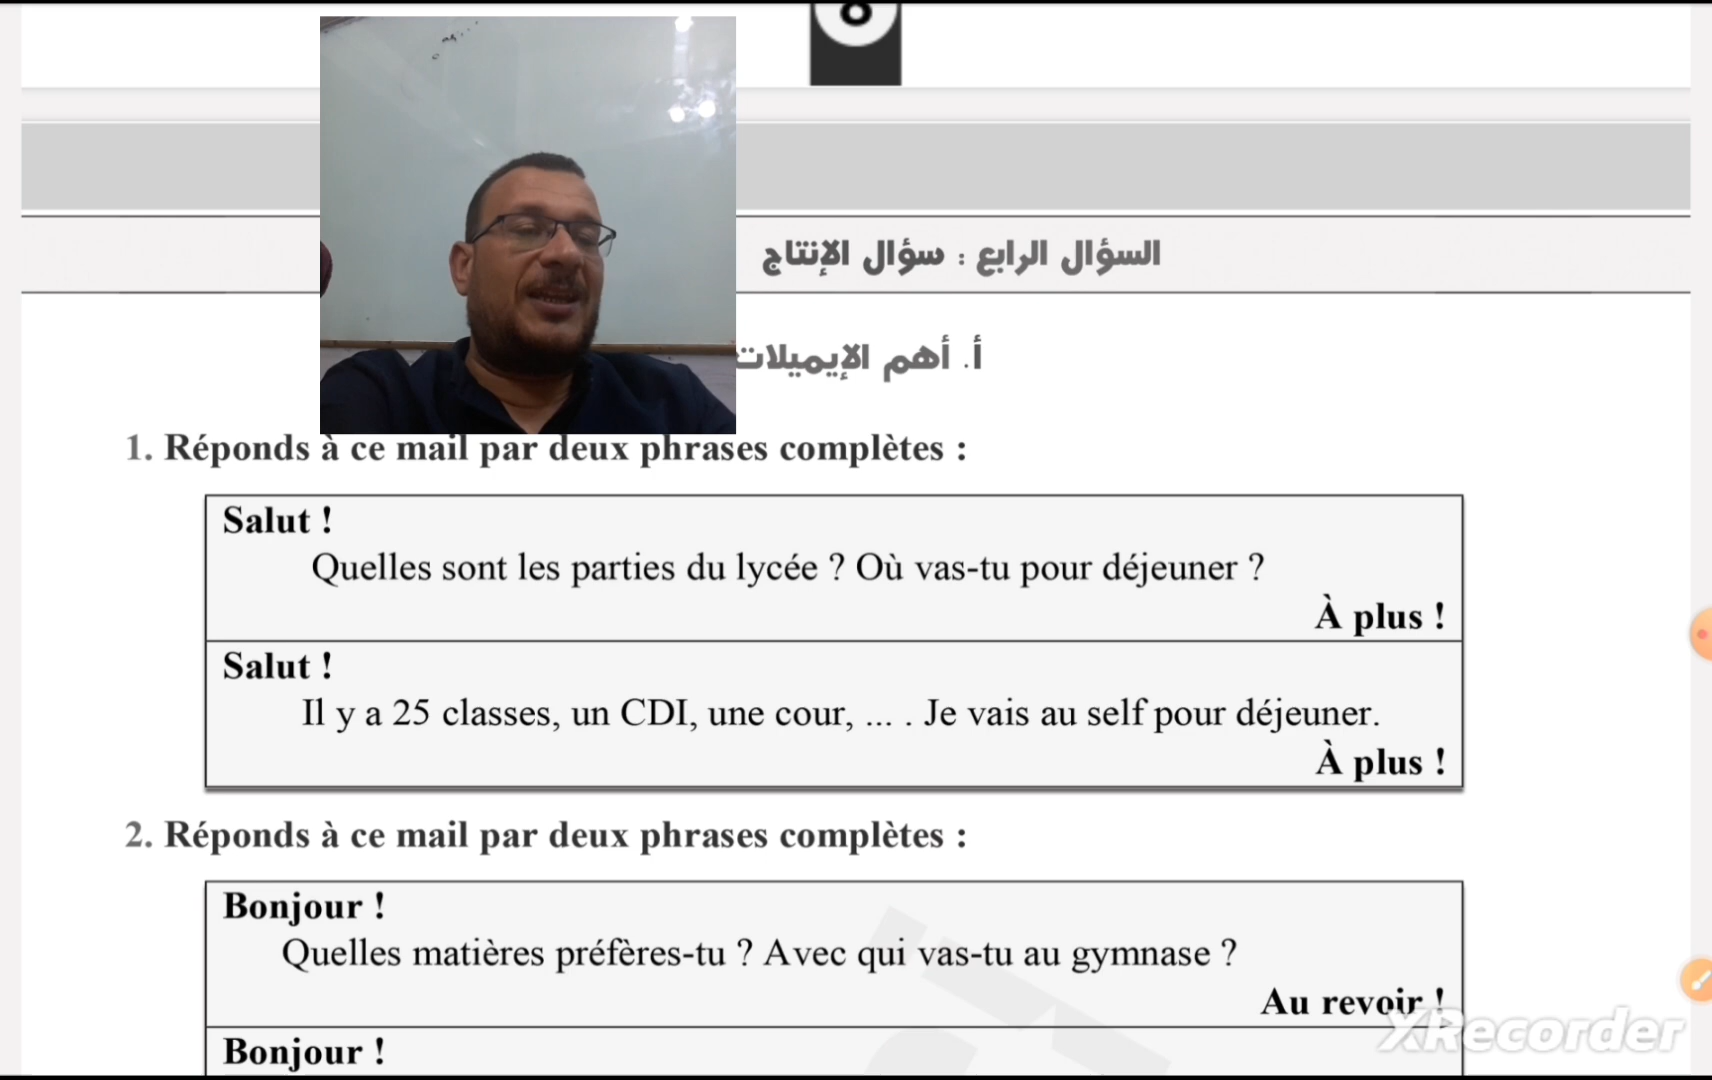 السؤال الرابع : سؤال الإنتاج
أ. أهم الإيميلات
1. Réponds à ce mail par deux phrases complètes :
Salut !
Quelles sont les parties du lycée ? Où vas-tu pour déjeuner ?
À plus !
Salut !
Il y a 25 classes, un CDI, une cour, ... . Je vais au self pour déjeuner.
À plus !
2. Réponds à ce mail par deux phrases complètes :
Bonjour !
Quelles matières préfères-tu ? Avec qui vas-tu au gymnase ?
Au revoir !
XRecorder
Bonjour !